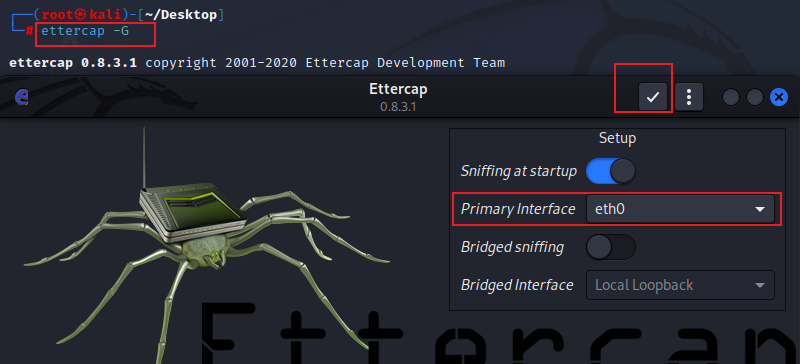 ┌──(root㉿kali)-[~/Desktop]
└─# ettercap -G
ettercap 0.8.3.1 copyright 2001-2020 Ettercap Development Team
Ettercap
0.8.3.1
Setup
Sniffing at startup
Primary Interface eth0
Bridged sniffing
Bridged Interface Local Loopback
Ettercap